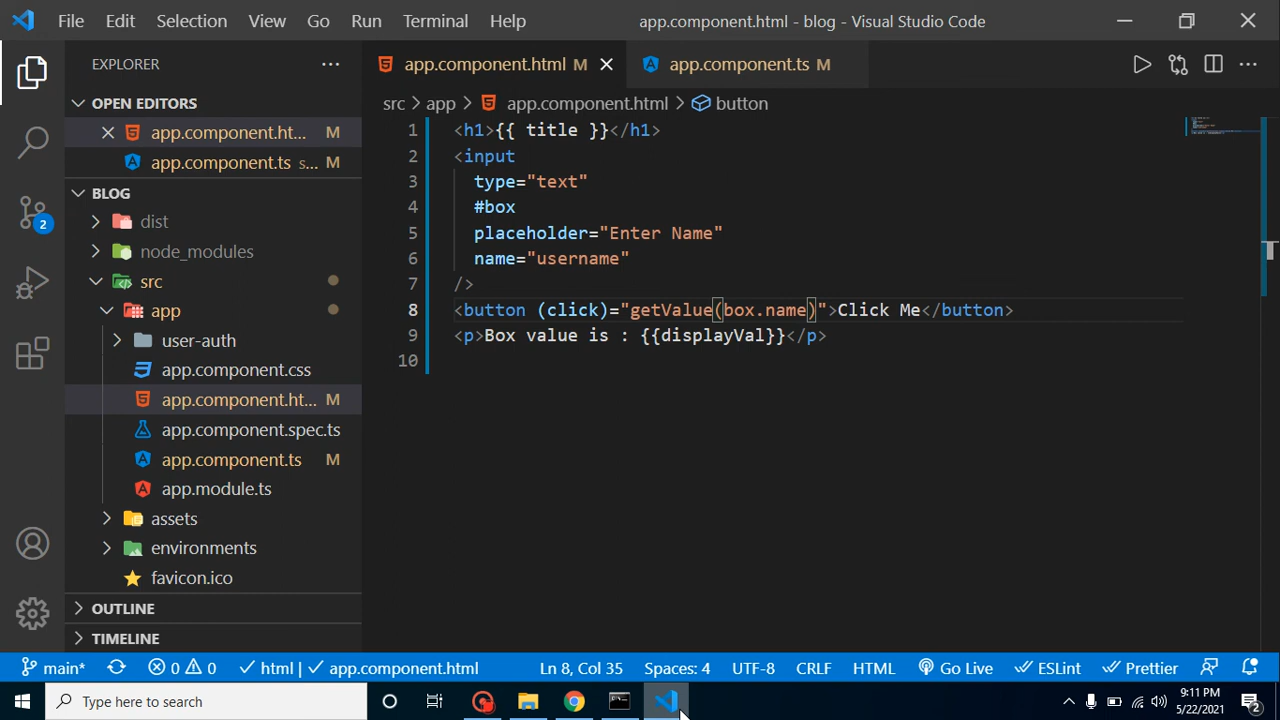 File Edit Selection View Go Run Terminal Help app.component.html - blog - Visual Studio Code
EXPLORER
app.component.html M
app.component.ts M
OPEN EDITORS
app.component.ht... M
app.component.ts s... M
BLOG
dist
node_modules
src
app
user-auth
app.component.css
app.component.ht... M
app.component.spec.ts
app.component.ts M
app.module.ts
assets
environments
favicon.ico
OUTLINE
TIMELINE
src > app > app.component.html > button
1 <h1>{{ title }}</h1>
2 <input
3 type="text"
4 #box
5 placeholder="Enter Name"
6 name="username"
7 />
8 <button (click)="getValue(box.name)">Click Me</button>
9 <p>Box value is : {{displayVal}}</p>
10
2
main* 0 0 html | app.component.html Ln 8, Col 35 Spaces: 4 UTF-8 CRLF HTML Go Live ESLint Prettier
Type here to search
9:11 PM
5/22/2021
2